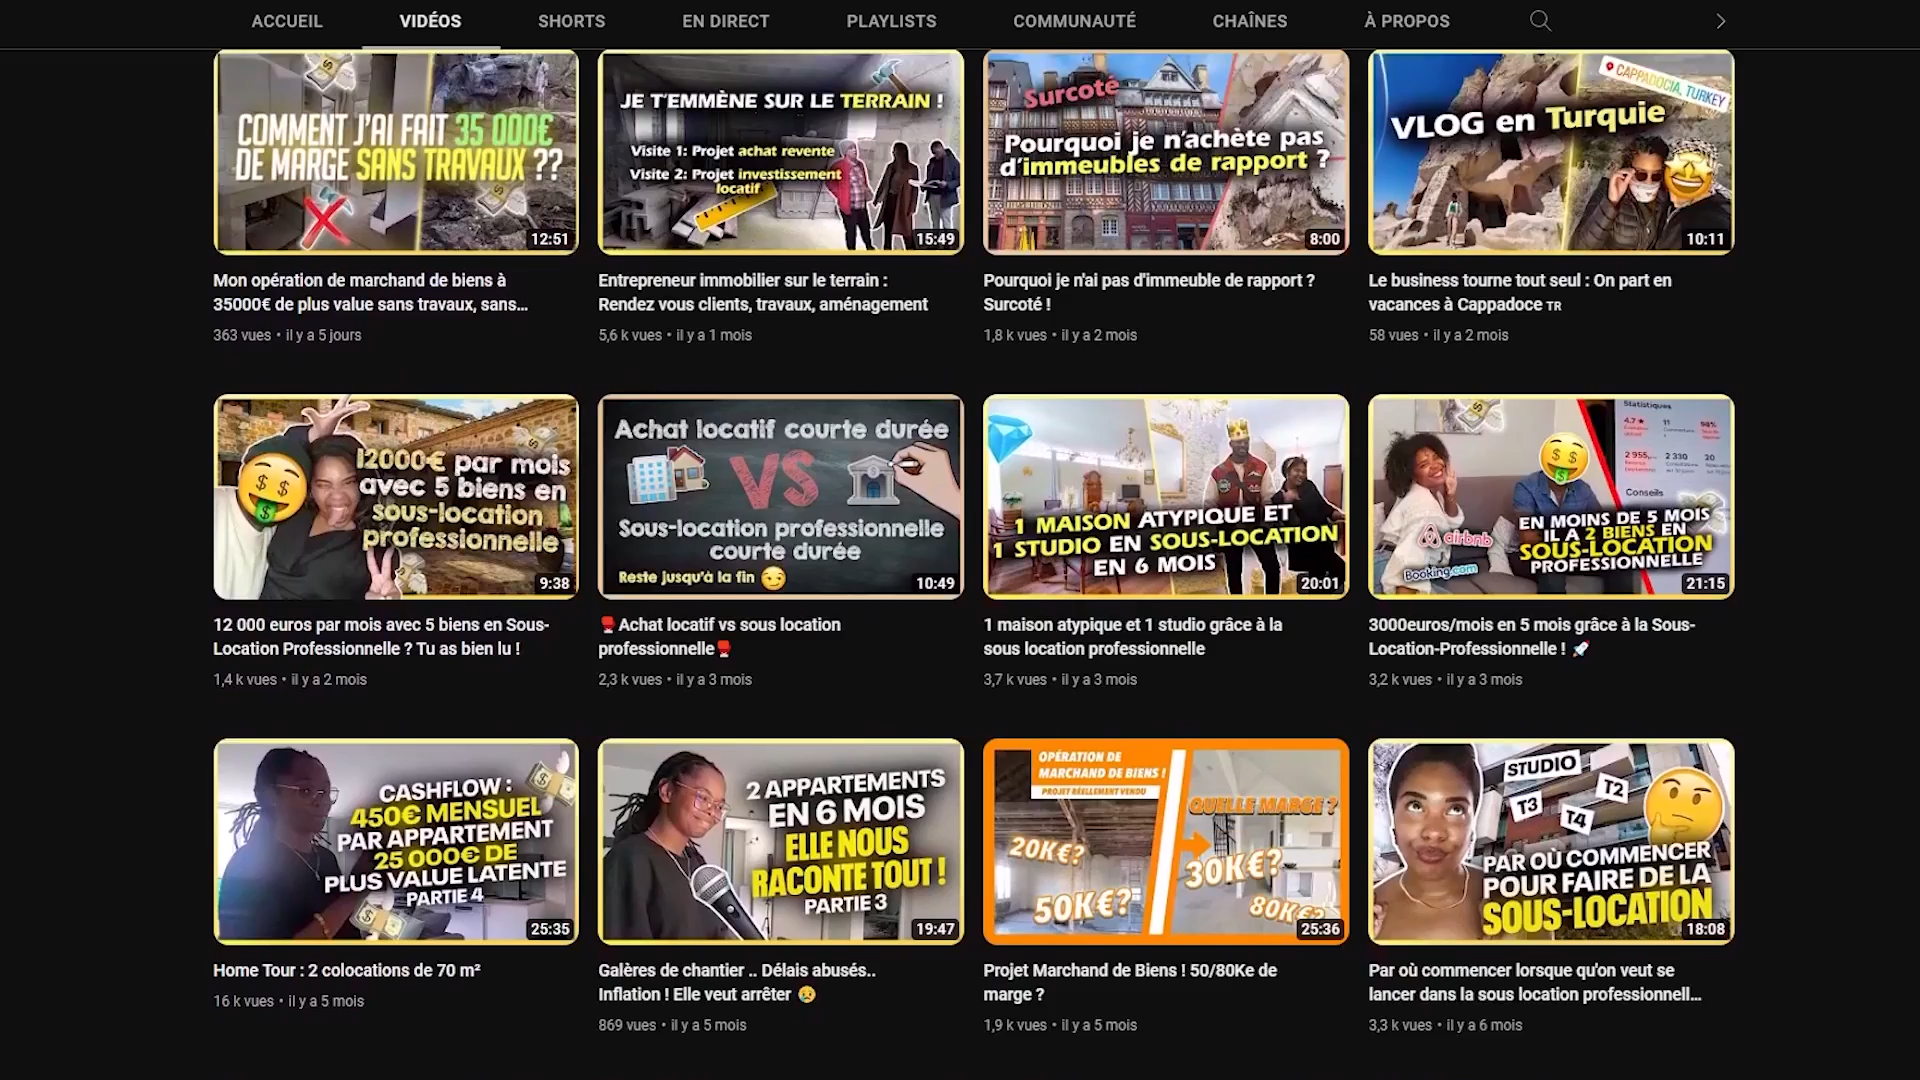 ACCUEIL
VIDÉOS
SHORTS
EN DIRECT
PLAYLISTS
COMMUNAUTÉ
CHAÎNES
À PROPOS
COMMENT J'AI FAIT 35 000€
DE MARGE SANS TRAVAUX ??
12:51
Mon opération de marchand de biens à
35000€ de plus value sans travaux, sans...
363 vues • il y a 5 jours
JE T'EMMÈNE SUR LE TERRAIN !
Visite 1: Projet achat revente
Visite 2: Projet investissement
locatif
15:49
Entrepreneur immobilier sur le terrain :
Rendez vous clients, travaux, aménagement
5,6 k vues • il y a 1 mois
Surcoté
Pourquoi je n'achète pas
d'immeubles de rapport ?
8:00
Pourquoi je n'ai pas d'immeuble de rapport ?
Surcoté !
1,8 k vues • il y a 2 mois
CAPPADOCIA, TURKEY
VLOG en Turquie
10:11
Le business tourne tout seul : On part en
vacances à Cappadoce TR
58 vues • il y a 2 mois
12000€ par mois
avec 5 biens en
sous-location
professionnelle
9:38
12 000 euros par mois avec 5 biens en Sous-
Location Professionnelle ? Tu as bien lu !
1,4 k vues • il y a 2 mois
Achat locatif courte durée
VS
Sous-location professionnelle
courte durée
Reste jusqu'à la fin
10:49
Achat locatif vs sous location
professionnelle
2,3 k vues • il y a 3 mois
1 MAISON ATYPIQUE ET
1 STUDIO EN SOUS-LOCATION
EN 6 MOIS
20:01
1 maison atypique et 1 studio grâce à la
sous location professionnelle
3,7 k vues • il y a 3 mois
Statistiques
4.7 ★
11
98%
2 955,
2 330
20
Conseils
airbnb
Booking.com
EN MOINS DE 5 MOIS
IL A 2 BIENS EN
SOUS-LOCATION
PROFESSIONNELLE
21:15
3000euros/mois en 5 mois grâce à la Sous-
Location-Professionnelle !
3,2 k vues • il y a 3 mois
CASHFLOW :
450€ MENSUEL
PAR APPARTEMENT
25 000€ DE
PLUS VALUE LATENTE
PARTIE 4
25:35
Home Tour : 2 colocations de 70 m²
16 k vues • il y a 5 mois
2 APPARTEMENTS
EN 6 MOIS
ELLE NOUS
RACONTE TOUT !
PARTIE 3
19:47
Galères de chantier .. Délais abusés..
Inflation ! Elle veut arrêter
869 vues • il y a 5 mois
OPÉRATION DE
MARCHAND DE BIENS !
PROJET RÉELLEMENT VENDU
QUELLE MARGE ?
20K€?
30K€?
50K€?
80K€?
25:36
Projet Marchand de Biens ! 50/80Ke de
marge ?
1,9 k vues • il y a 5 mois
STUDIO
T2
T3
T4
PAR OÙ COMMENCER
POUR FAIRE DE LA
SOUS-LOCATION
18:08
Par où commencer lorsque qu'on veut se
lancer dans la sous location professionnell...
3,3 k vues • il y a 6 mois